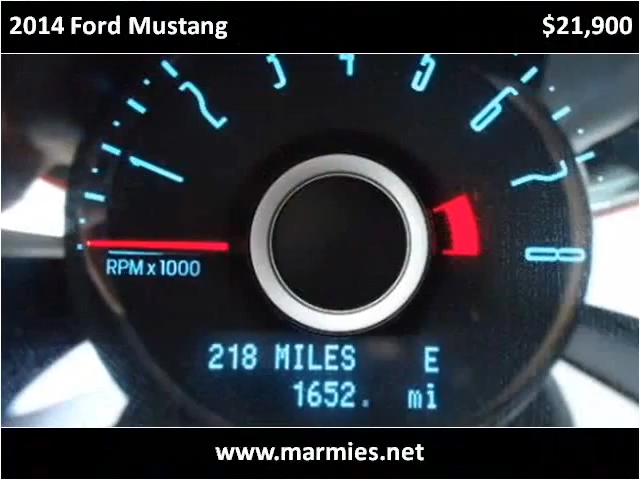 2014 Ford Mustang $21,900
1 2 3 4 5 6 7 8
RPM x 1000
218 MILES E
1652. mi
www.marmies.net